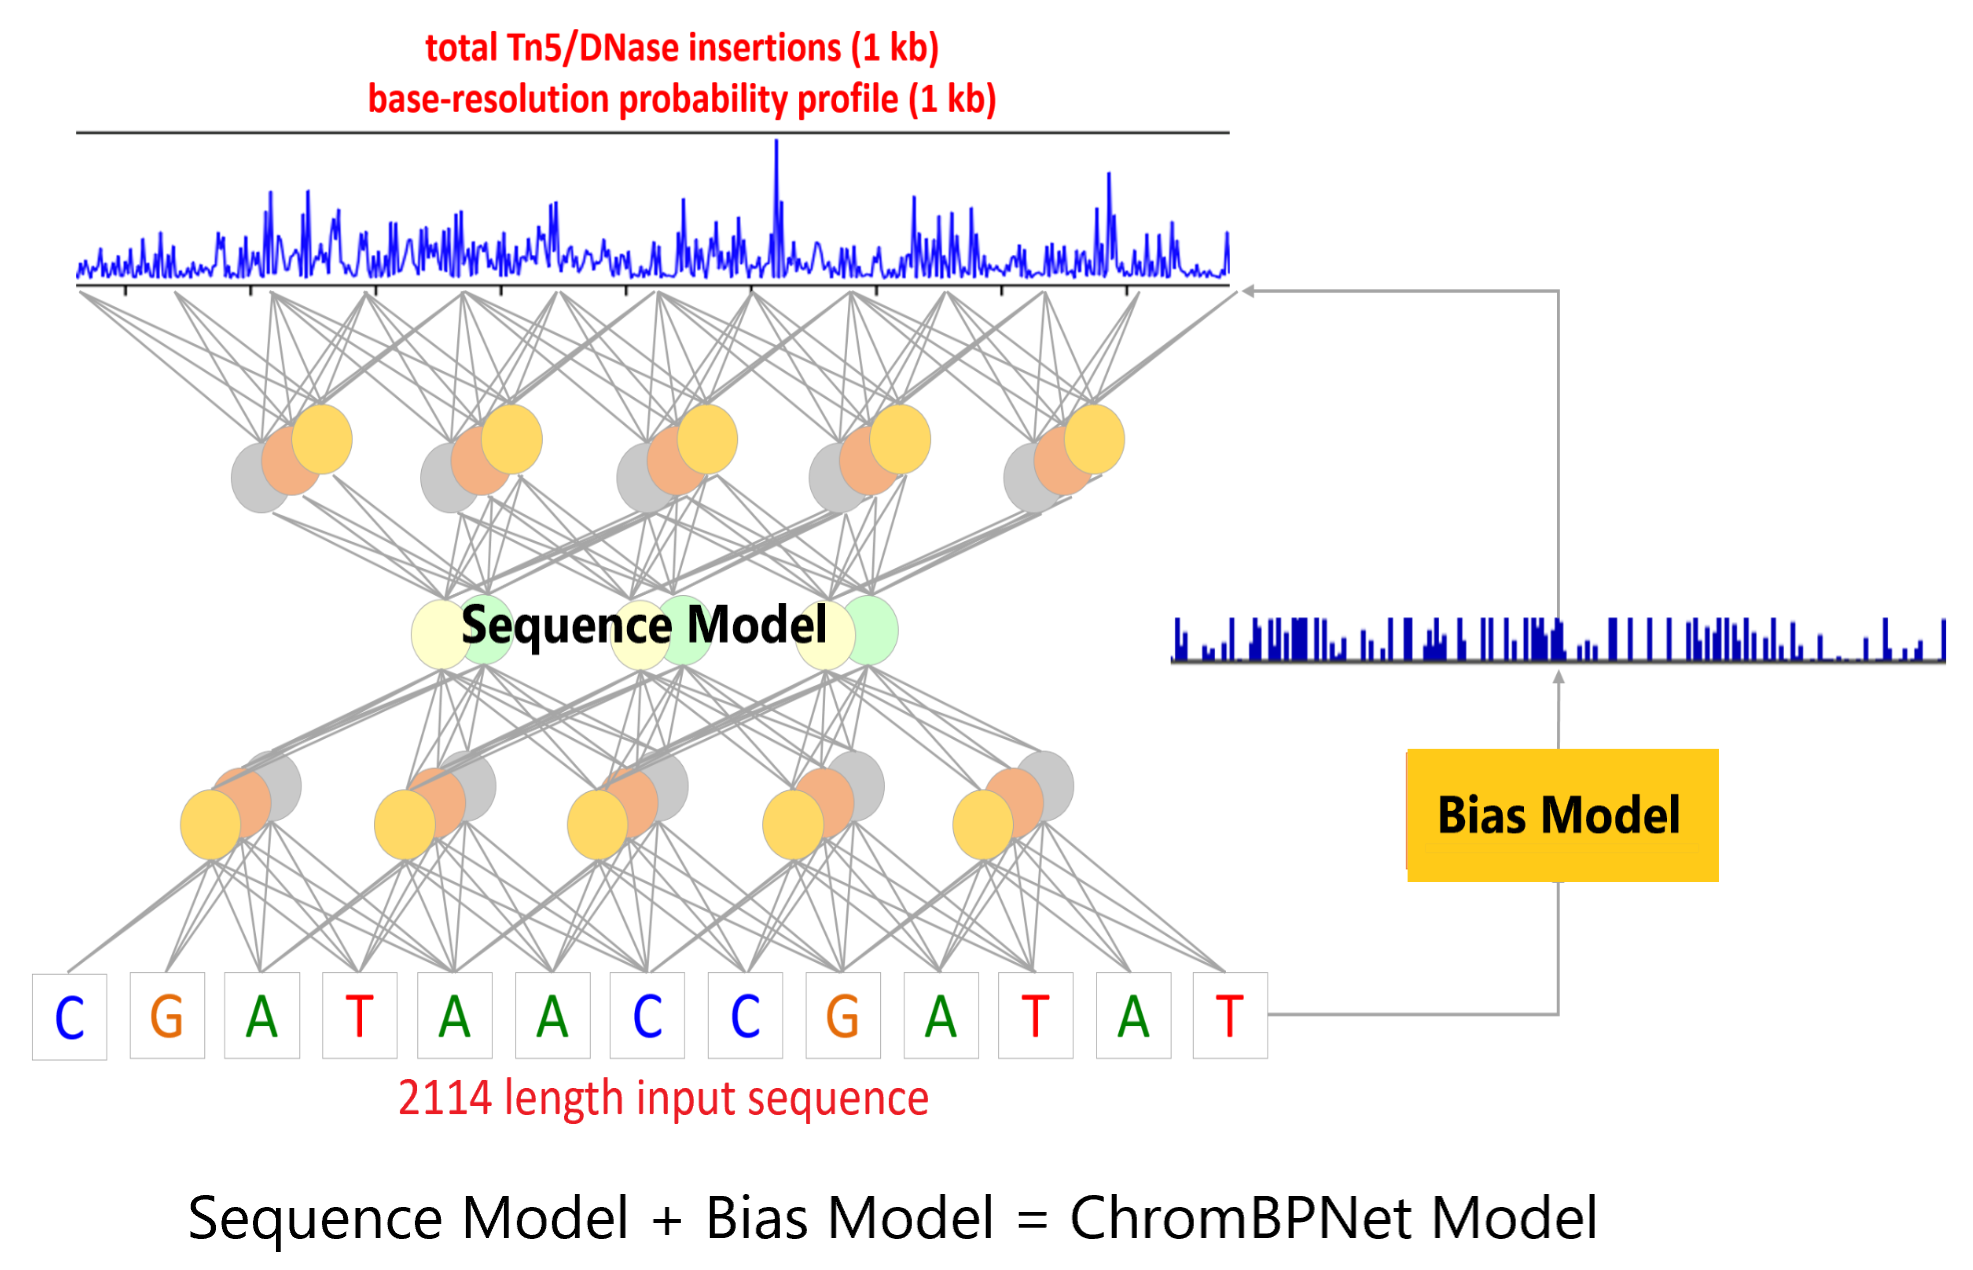 total Tn5/DNase insertions (1 kb)
base-resolution probability profile (1 kb)
Sequence Model
Bias Model
C G A T A A C C G A T A T
2114 length input sequence
Sequence Model + Bias Model = ChromBPNet Model